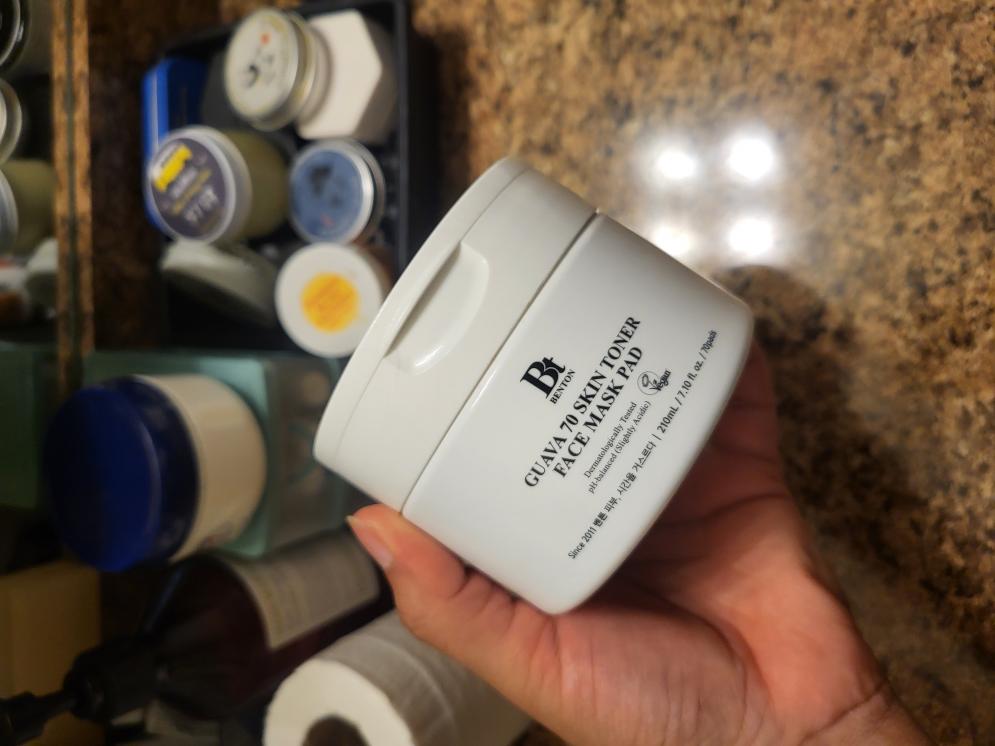 Bt
BENTON
GUAVA 70 SKIN TONER
FACE MASK PAD
Dermatologically Tested
pH-balanced (Slightly Acidic)
Vegan
Since 2011 벤톤 피부, 시간을 거스르다 | 210mL / 7.10 fl. oz. / 70pads